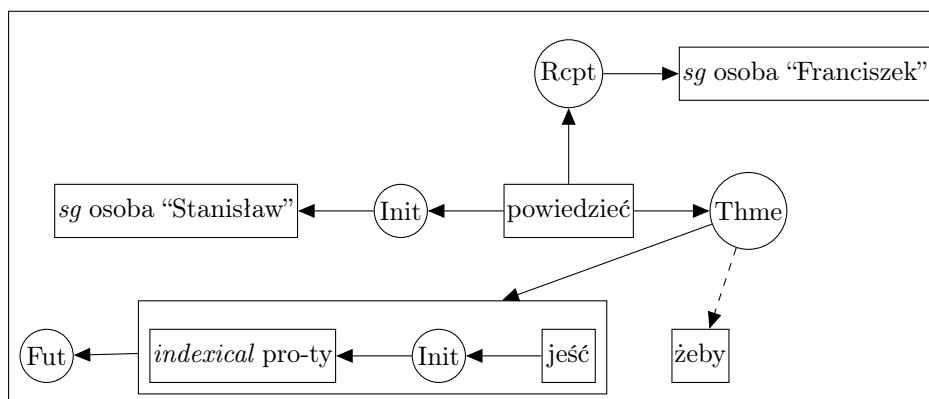 Rcpt sg osoba “Franciszek”
sg osoba “Stanisław” Init powiedzieć Thme
Fut indexical pro-ty Init jeść żeby